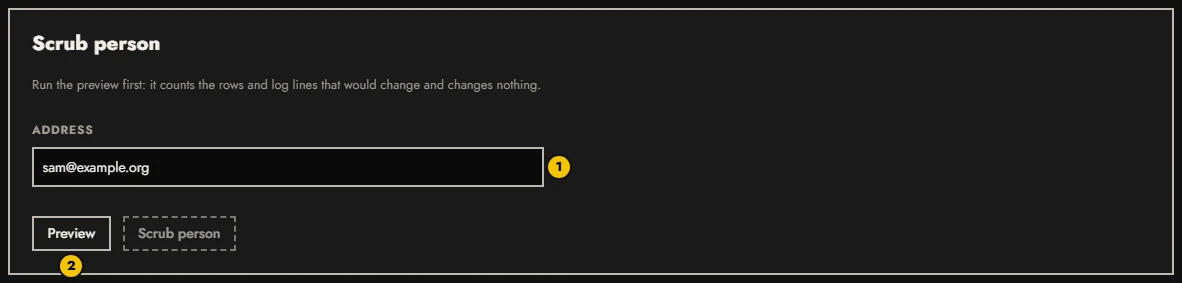 Scrub person
Run the preview first: it counts the rows and log lines that would change and changes nothing.
ADDRESS
sam@example.org
1
Preview
Scrub person
2